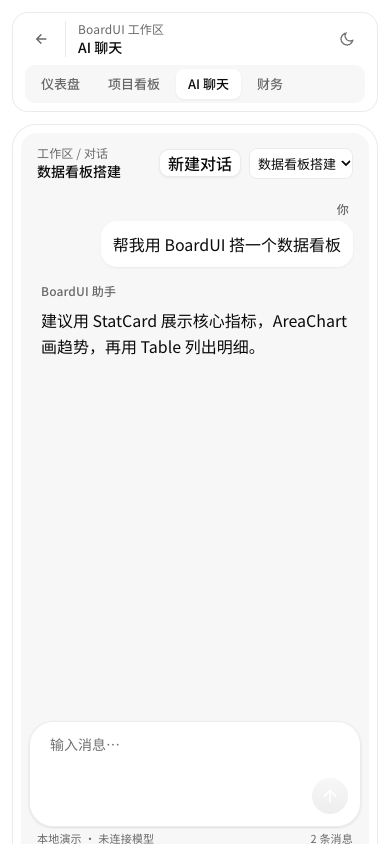 BoardUI 工作区
AI 聊天
仪表盘 项目看板 AI 聊天 财务
工作区 / 对话
数据看板搭建
新建对话
数据看板搭建
你
帮我用 BoardUI 搭一个数据看板
BoardUI 助手
建议用 StatCard 展示核心指标，AreaChart
画趋势，再用 Table 列出明细。
输入消息…
本地演示 · 未连接模型
2 条消息